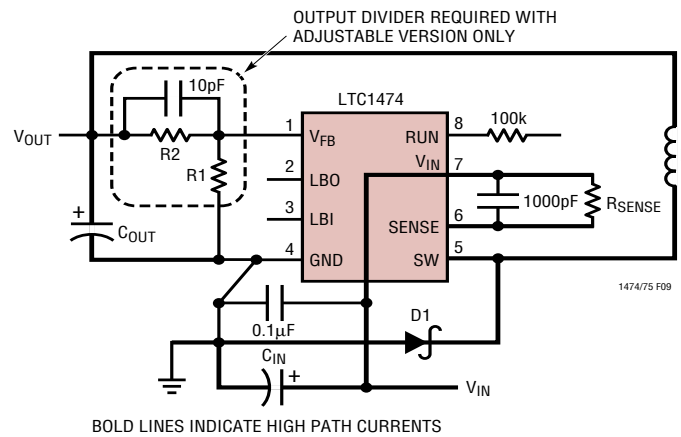 OUTPUT DIVIDER REQUIRED WITH
ADJUSTABLE VERSION ONLY
10pF
LTC1474
VOUT
R2
R1
1
VFB
RUN
8
100k
2
LBO
VIN
7
3
LBI
SENSE
6
1000pF
RSENSE
4
GND
SW
5
+
COUT
1474/75 F09
0.1µF
D1
CIN
+
VIN
BOLD LINES INDICATE HIGH PATH CURRENTS